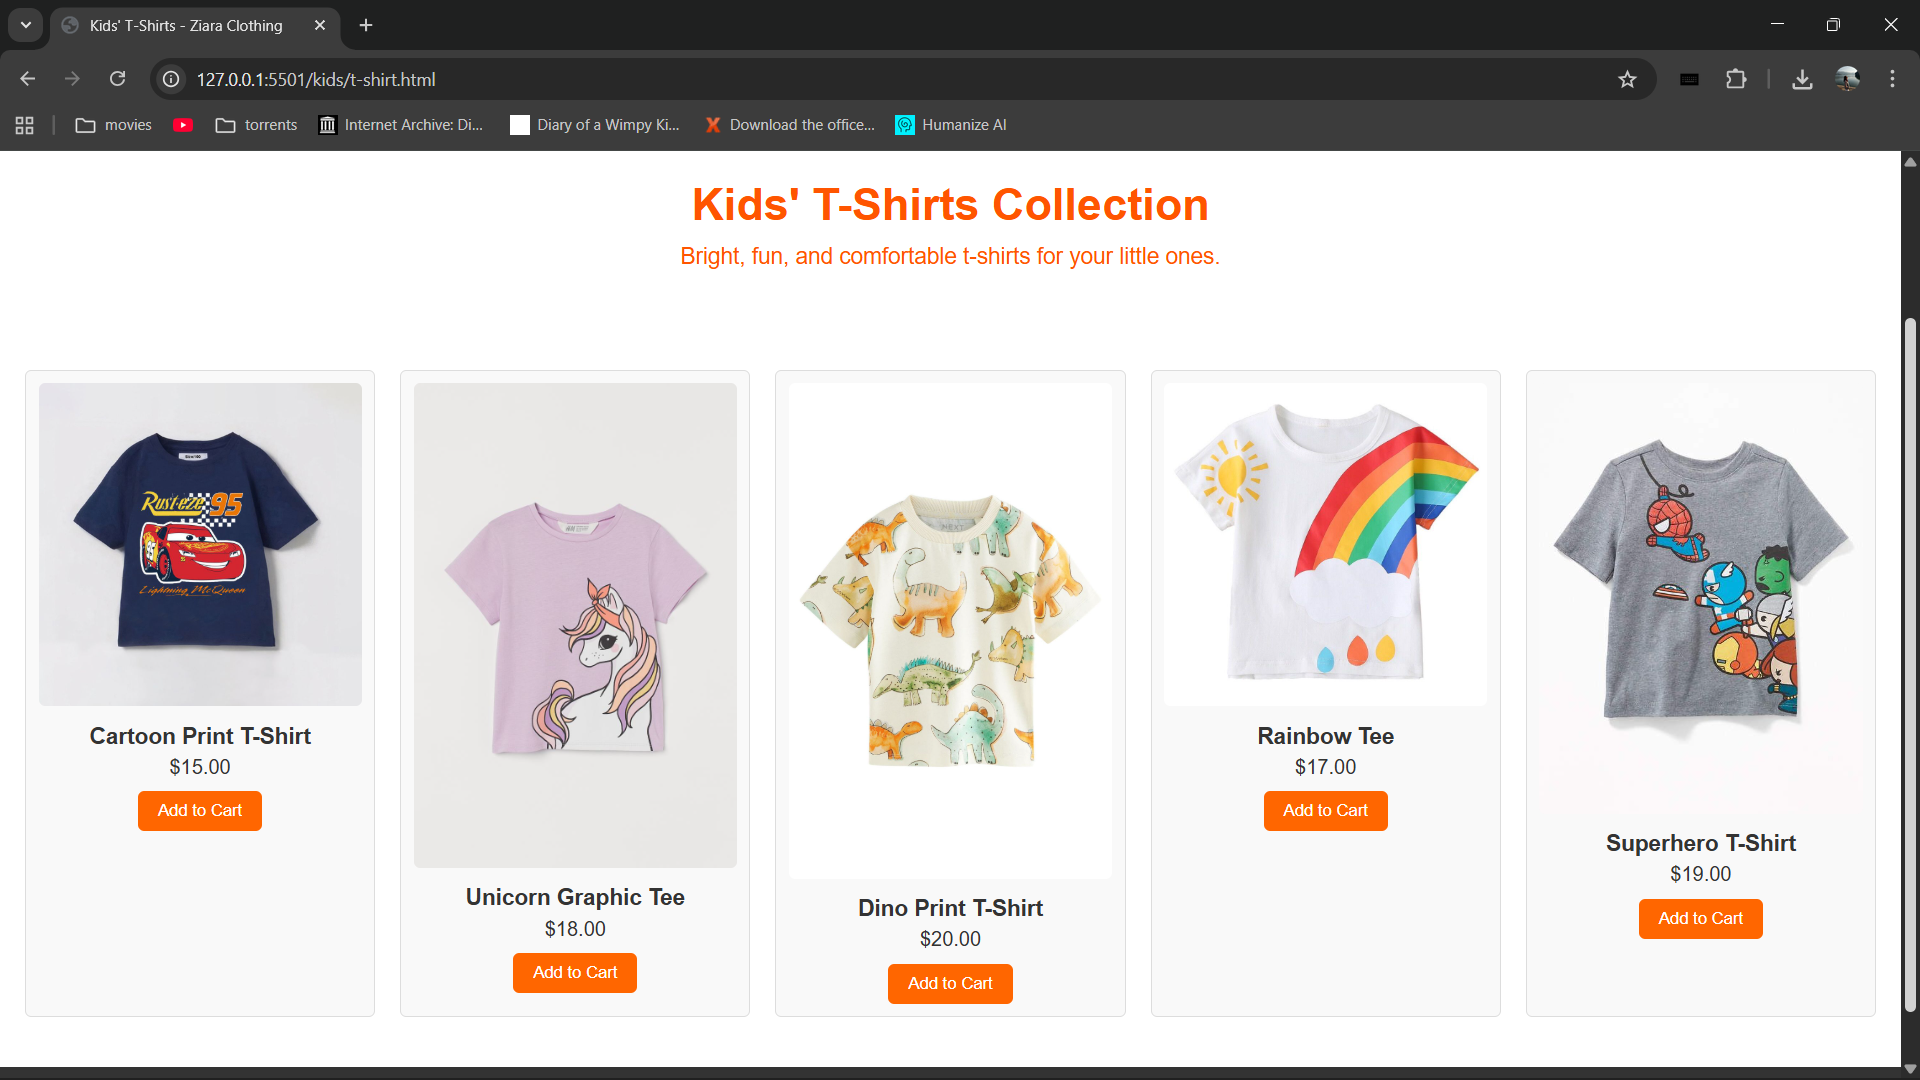 Kids' T-Shirts - Ziara Clothing
127.0.0.1:5501/kids/t-shirt.html
movies
torrents
Internet Archive: Di...
Diary of a Wimpy Ki...
Download the office...
Humanize AI
Kids' T-Shirts Collection
Bright, fun, and comfortable t-shirts for your little ones.
Rust-eze 95
95
Lightning McQueen
Cartoon Print T-Shirt
$15.00
Add to Cart
Unicorn Graphic Tee
$18.00
Add to Cart
NEXT
Dino Print T-Shirt
$20.00
Add to Cart
Rainbow Tee
$17.00
Add to Cart
Superhero T-Shirt
$19.00
Add to Cart